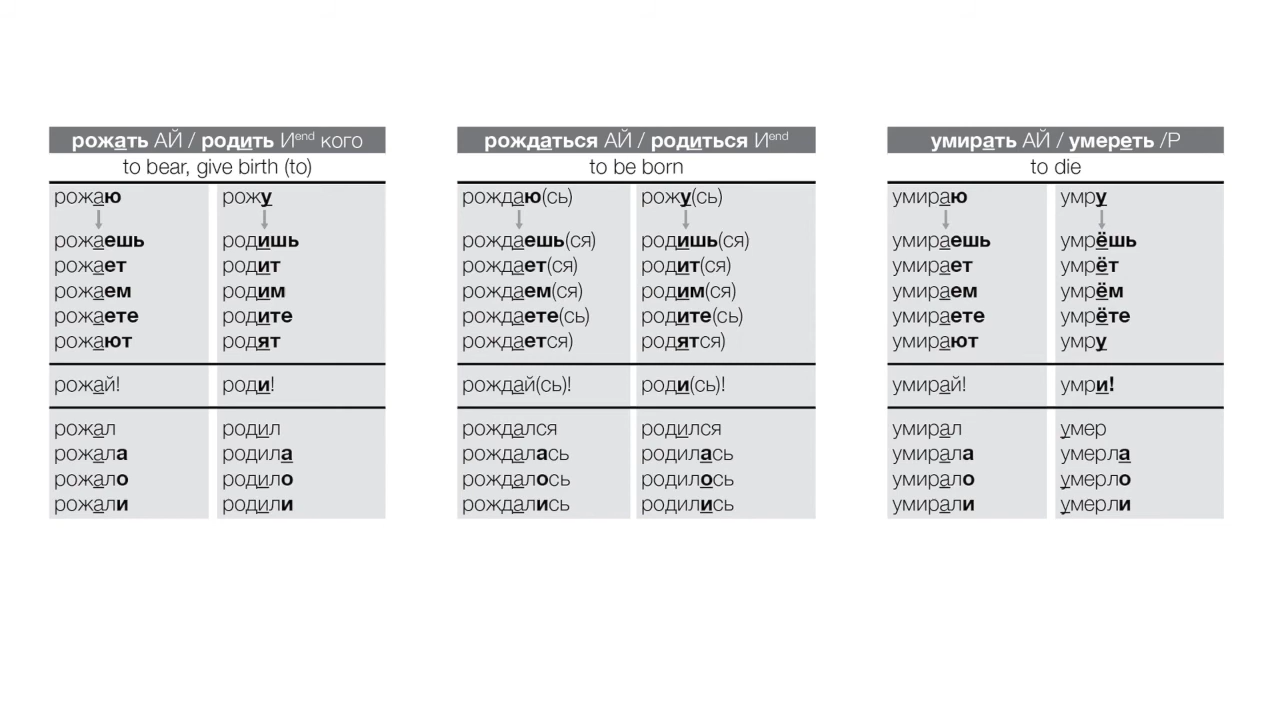 рожать АЙ / родить Иend кого
to bear, give birth (to)
рожаю рожу
рожаешь родишь
рожает родит
рожаем родим
рожаете родите
рожают родят
рожай! роди!
рожал родил
рожала родила
рожало родило
рожали родили
рождаться АЙ / родиться Иend
to be born
рождаю(сь) рожу(сь)
рождаешь(ся) родишь(ся)
рождает(ся) родит(ся)
рождаем(ся) родим(ся)
рождаете(сь) родите(сь)
рождается) родятся)
рождай(сь)! роди(сь)!
рождался родился
рождалась родилась
рождалось родилось
рождались родились
умирать АЙ / умереть /Р
to die
умираю умру
умираешь умрёшь
умирает умрёт
умираем умрём
умираете умрёте
умирают умру
умирай! умри!
умирал умер
умирала умерла
умирало умерло
умирали умерли